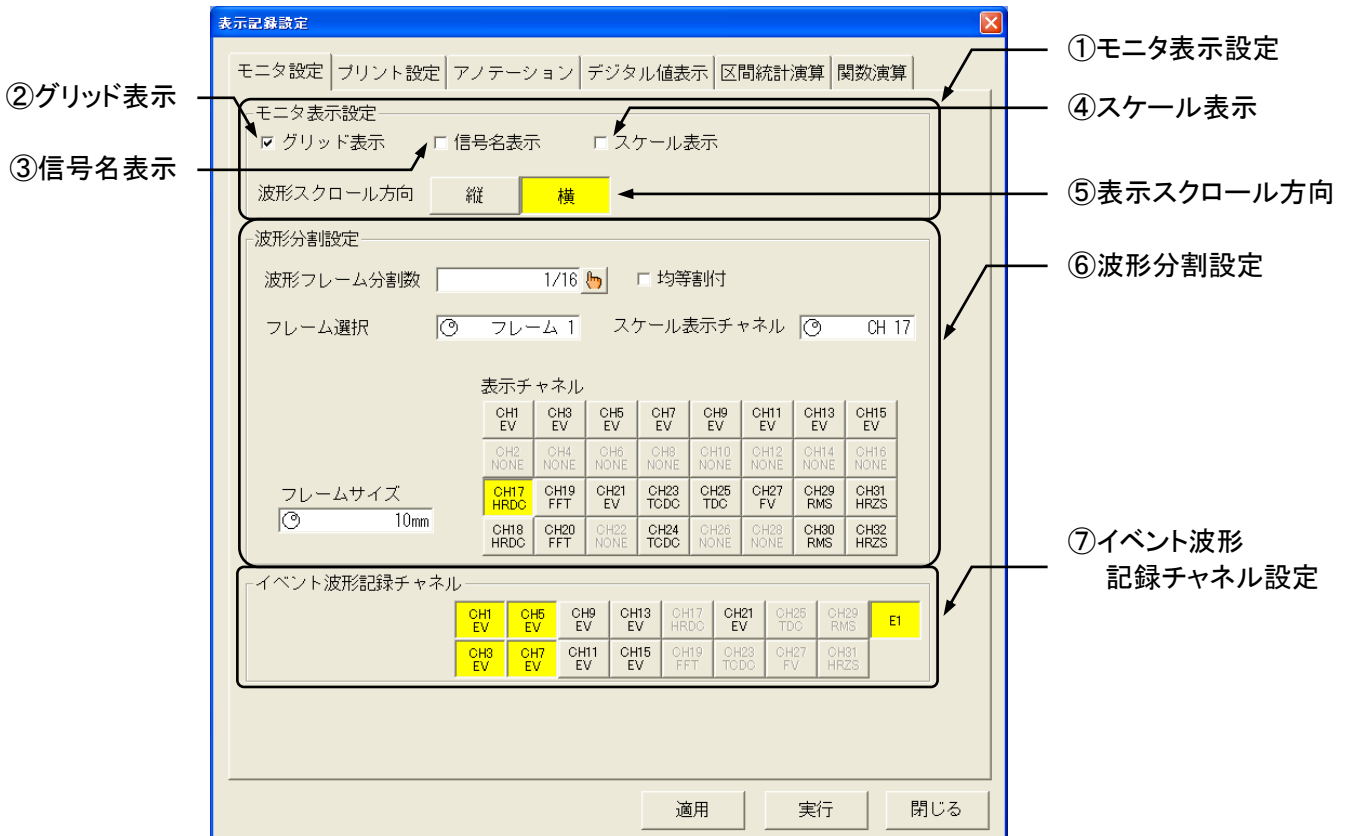 表示記録設定
①モニタ表示設定
モニタ設定 プリント設定 アノテーション デジタル値表示 区間統計演算 関数演算
②グリッド表示
④スケール表示
モニタ表示設定
グリッド表示 信号名表示 スケール表示
③信号名表示
波形スクロール方向 縦 横
⑤表示スクロール方向
波形分割設定
⑥波形分割設定
波形フレーム分割数 1/16 均等割付
フレーム選択 フレーム 1 スケール表示チャネル CH 17
表示チャネル
CH1 CH3 CH5 CH7 CH9 CH11 CH13 CH15
EV EV EV EV EV EV EV EV
CH2 CH4 CH6 CH8 CH10 CH12 CH14 CH16
NONE NONE NONE NONE NONE NONE NONE NONE
CH17 CH19 CH21 CH23 CH25 CH27 CH29 CH31
HRDC FFT EV TCDC TDC FV RMS HRZS
フレームサイズ
10mm
CH18 CH20 CH22 CH24 CH26 CH28 CH30 CH32
HRDC FFT NONE TCDC NONE NONE RMS HRZS
⑦イベント波形
記録チャネル設定
イベント波形記録チャネル
CH1 CH5 CH9 CH13 CH17 CH21 CH25 CH29 E1
EV EV EV EV HRDC EV TDC RMS
CH3 CH7 CH11 CH15 CH19 CH23 CH27 CH31
EV EV EV EV FFT TCDC FV HRZS
適用 実行 閉じる